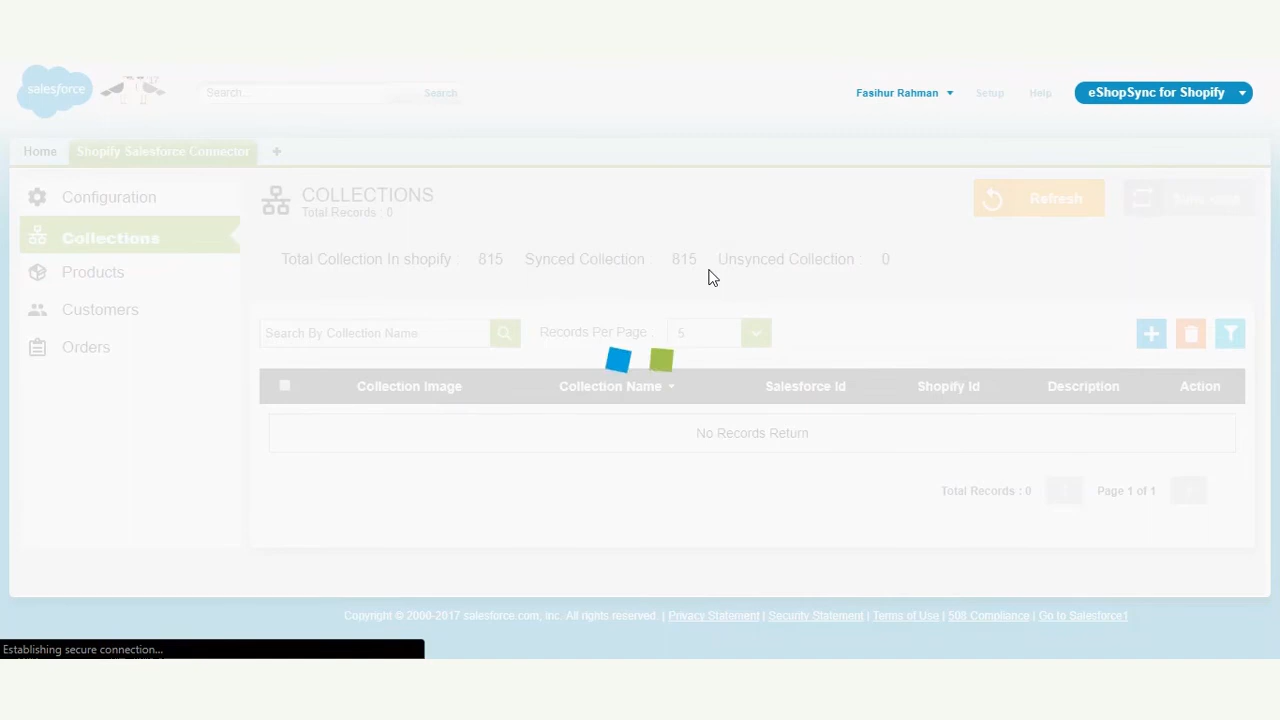 salesforce
Search...
Search
Fasihur Rahman
Setup
Help
eShopSync for Shopify
Home
Shopify Salesforce Connector
Configuration
Collections
Products
Customers
Orders
COLLECTIONS
Total Records : 0
Refresh
Total Collection In shopify : 815 Synced Collection : 815 Unsynced Collection : 0
Search By Collection Name
Records Per Page : 5
Collection Image Collection Name Salesforce Id Shopify Id Description Action
No Records Return
Total Records : 0 Page 1 of 1
Copyright © 2000-2017 salesforce.com, inc. All rights reserved. | Privacy Statement | Security Statement | Terms of Use | 508 Compliance | Go to Salesforce1
Establishing secure connection...